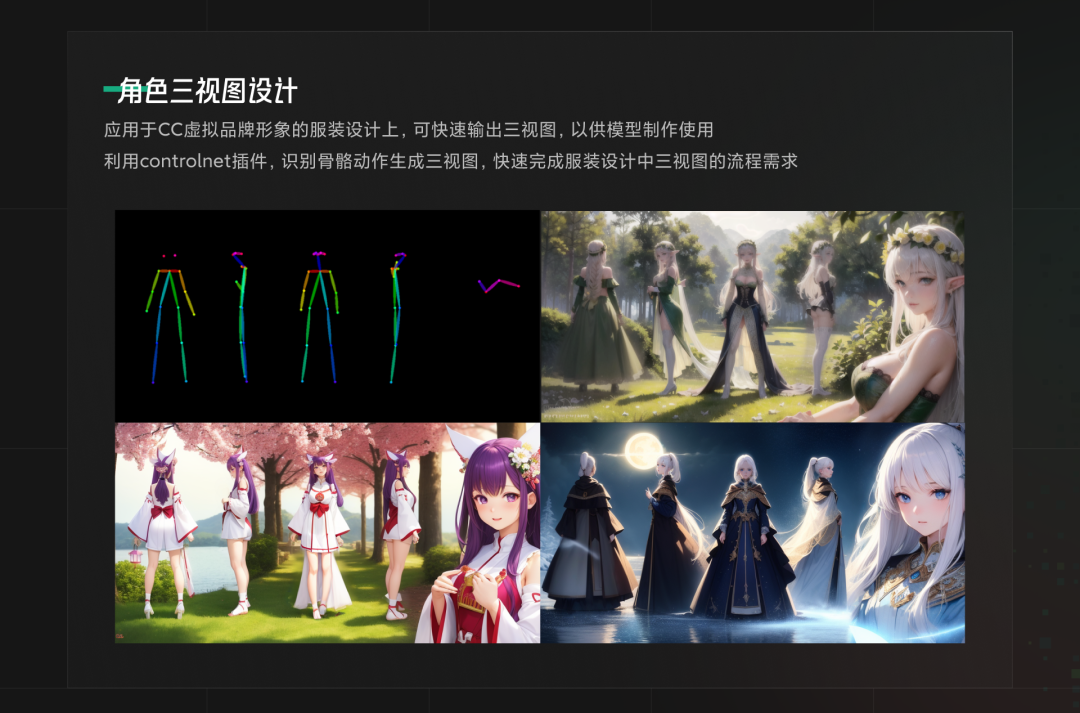 角色三视图设计
应用于CC虚拟品牌形象的服装设计上，可快速输出三视图，以供模型制作使用
利用controlnet插件，识别骨骼动作生成三视图，快速完成服装设计中三视图的流程需求